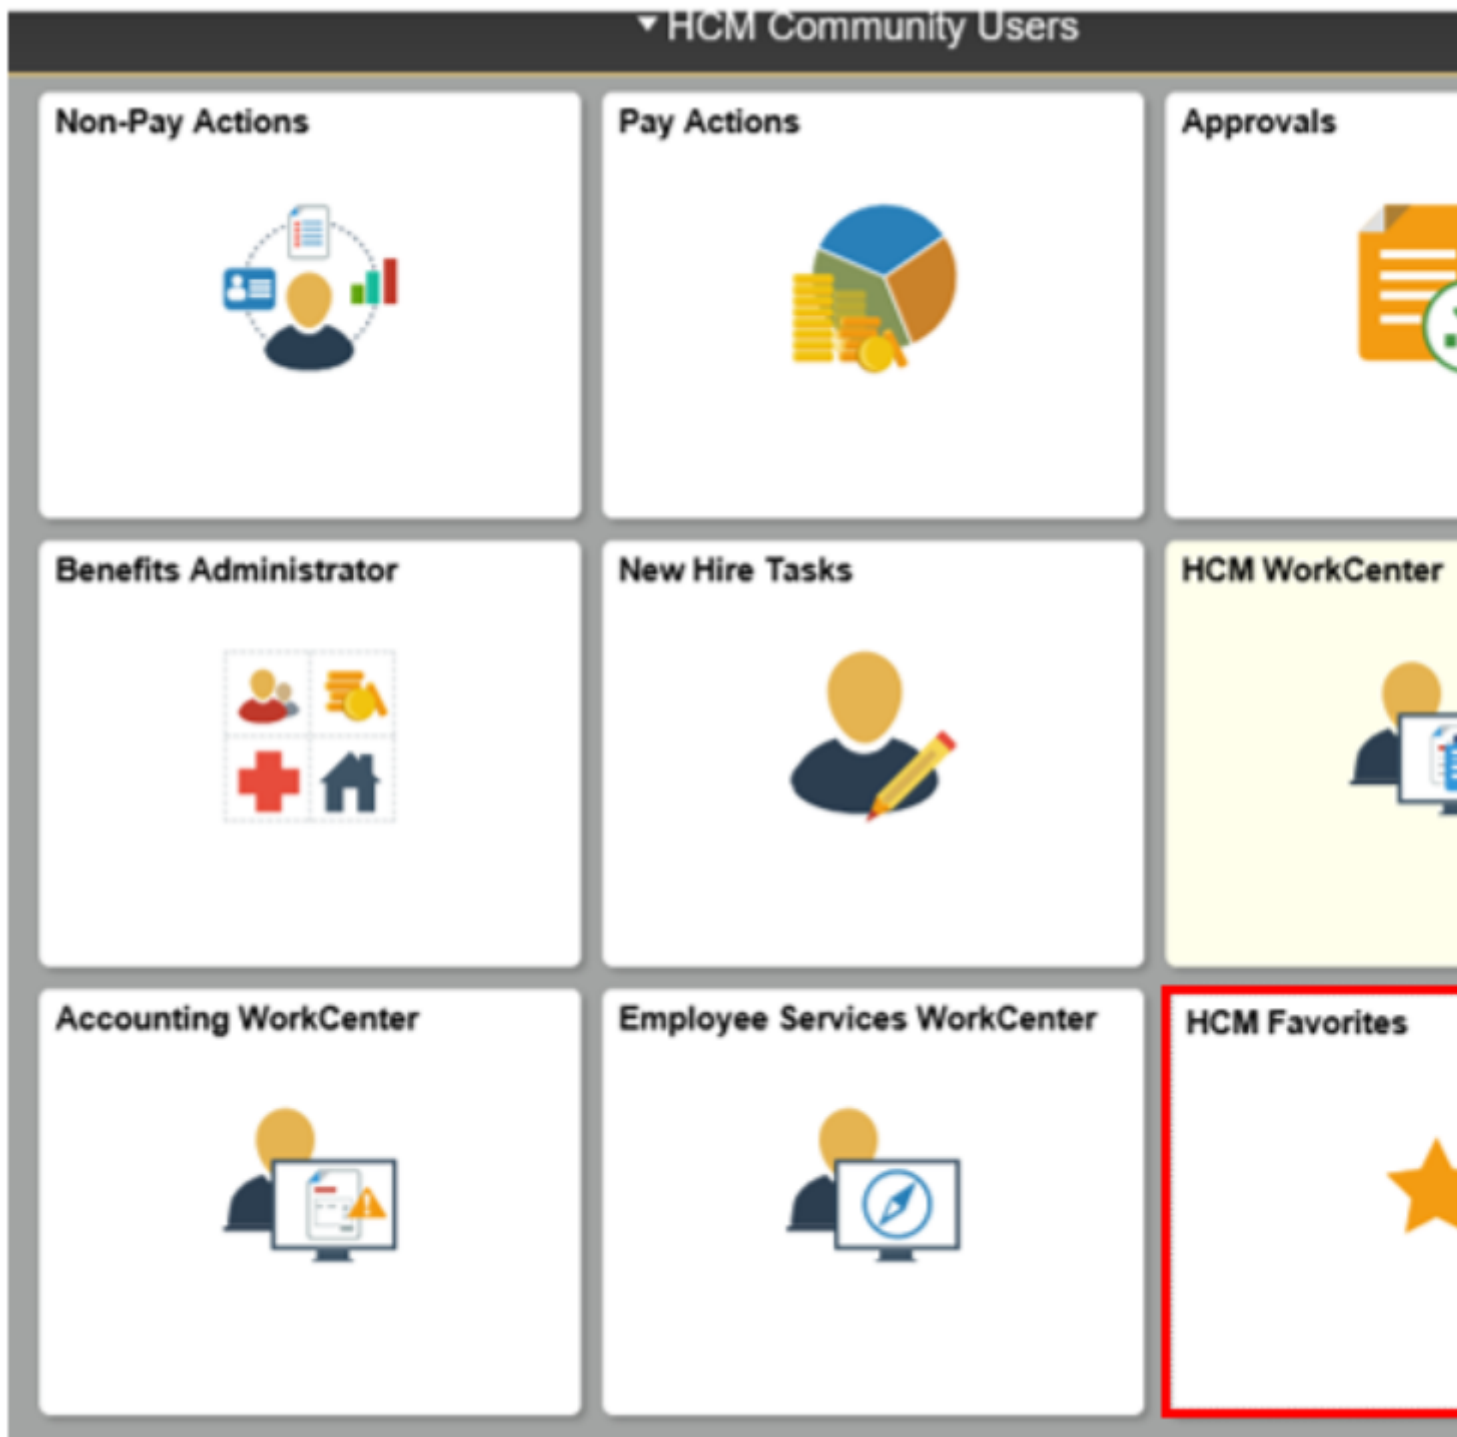 HCM Community Users
Non-Pay Actions
Pay Actions
Approvals
Benefits Administrator
New Hire Tasks
HCM WorkCenter
Accounting WorkCenter
Employee Services WorkCenter
HCM Favorites